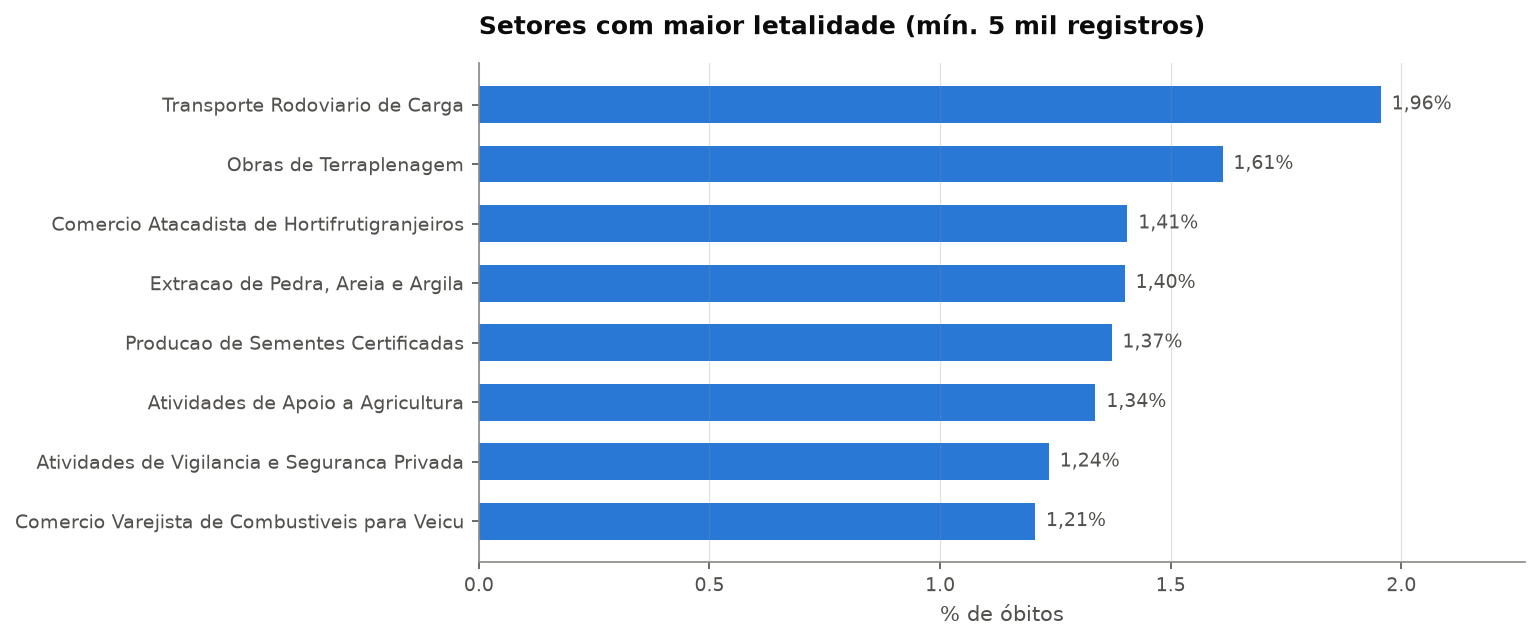 Setores com maior letalidade (mín. 5 mil registros)
Transporte Rodoviario de Carga 1,96%
Obras de Terraplenagem 1,61%
Comercio Atacadista de Hortifrutigranjeiros 1,41%
Extracao de Pedra, Areia e Argila 1,40%
Producao de Sementes Certificadas 1,37%
Atividades de Apoio a Agricultura 1,34%
Atividades de Vigilancia e Seguranca Privada 1,24%
Comercio Varejista de Combustiveis para Veicu 1,21%
0.0 0.5 1.0 1.5 2.0
% de óbitos